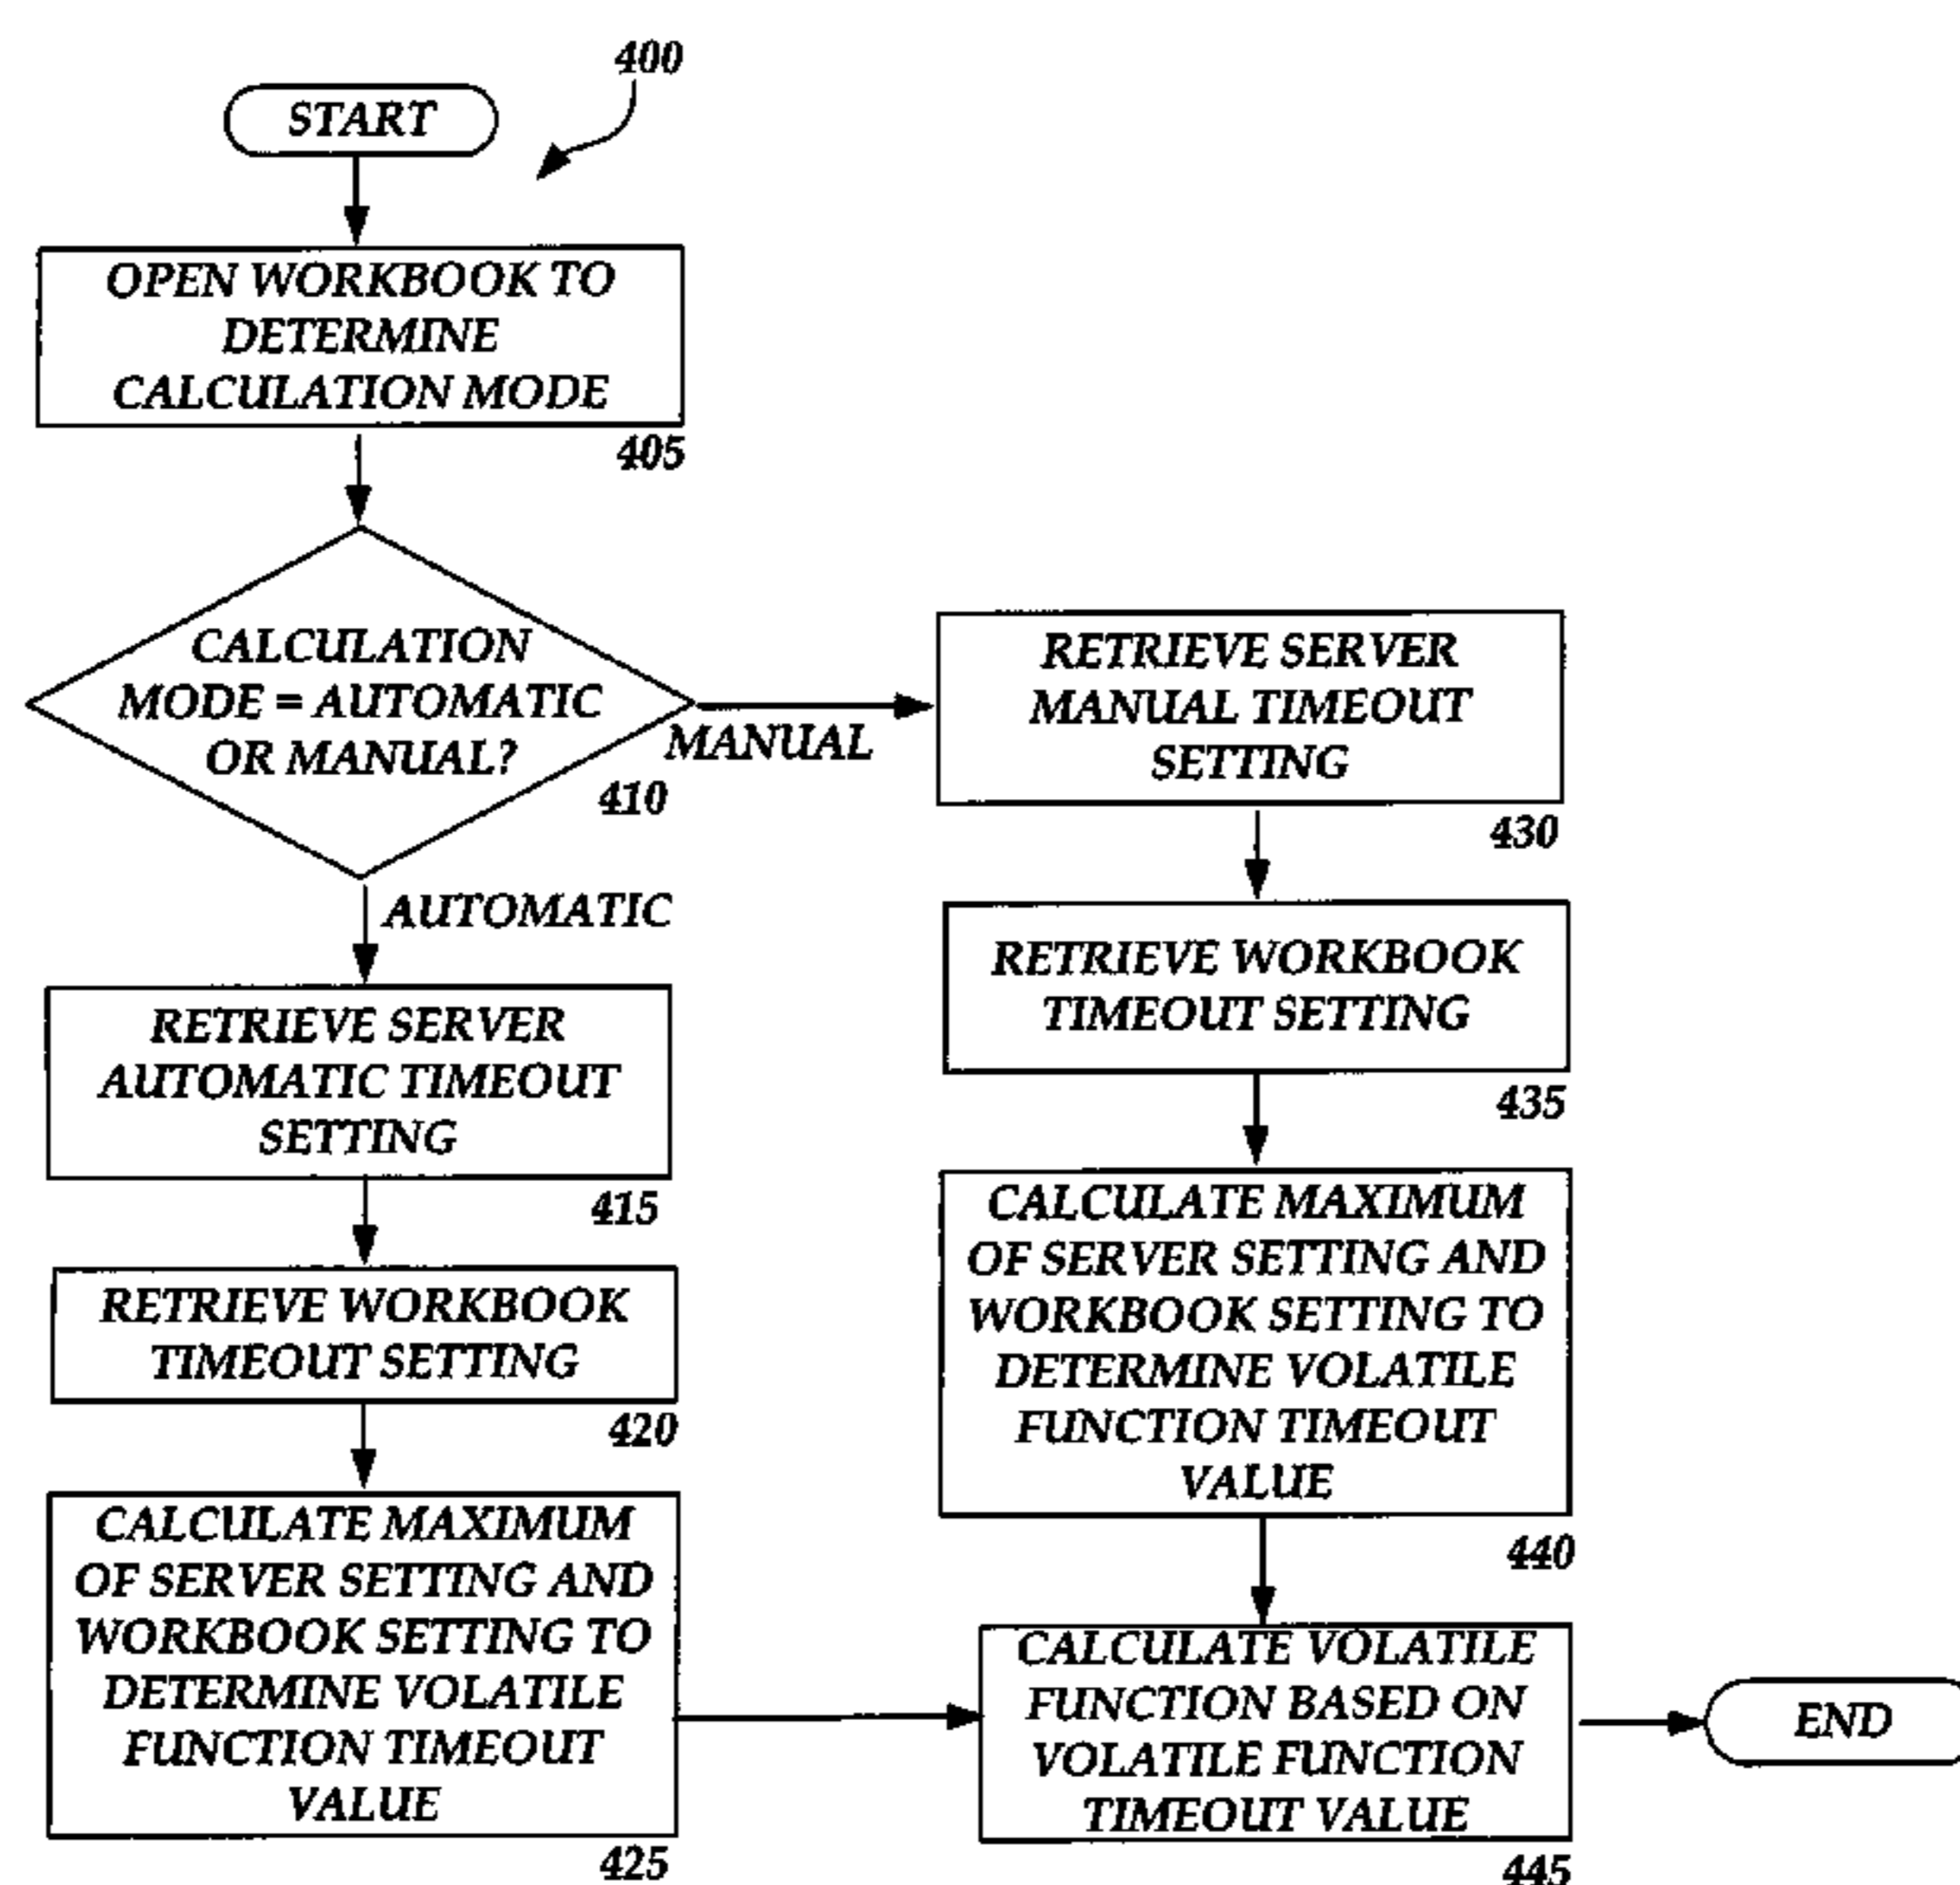 400
START
OPEN WORKBOOK TO
DETERMINE
CALCULATION MODE
405
CALCULATION
MODE = AUTOMATIC
OR MANUAL?
410
MANUAL
AUTOMATIC
RETRIEVE SERVER
AUTOMATIC TIMEOUT
SETTING
415
RETRIEVE WORKBOOK
TIMEOUT SETTING
420
CALCULATE MAXIMUM
OF SERVER SETTING AND
WORKBOOK SETTING TO
DETERMINE VOLATILE
FUNCTION TIMEOUT
VALUE
425
RETRIEVE SERVER
MANUAL TIMEOUT
SETTING
430
RETRIEVE WORKBOOK
TIMEOUT SETTING
435
CALCULATE MAXIMUM
OF SERVER SETTING AND
WORKBOOK SETTING TO
DETERMINE VOLATILE
FUNCTION TIMEOUT
VALUE
440
CALCULATE VOLATILE
FUNCTION BASED ON
VOLATILE FUNCTION
TIMEOUT VALUE
445
END